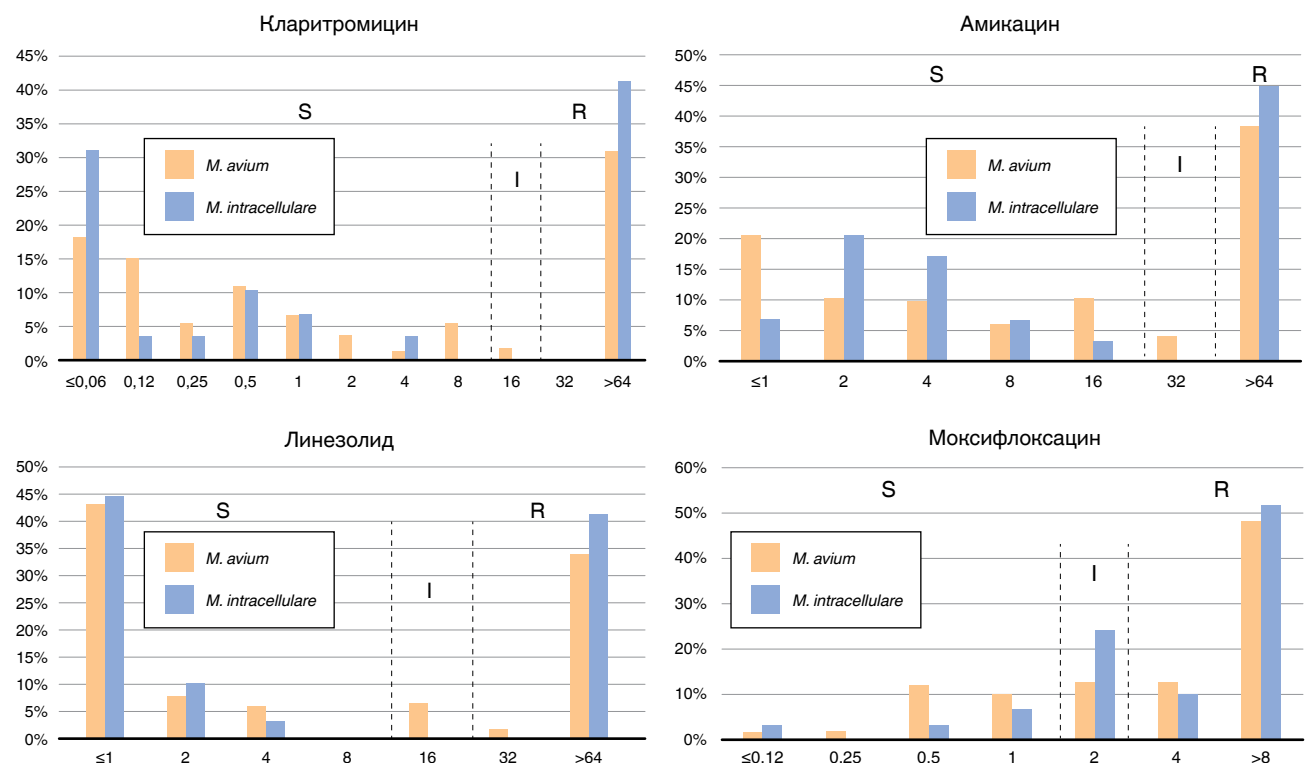 Кларитромицин
45%
40%
35%
30%
25%
20%
15%
10%
5%
0%
S
I
R
M. avium
M. intracellulare
≤0,06 0,12 0,25 0,5 1 2 4 8 16 32 >64
Амикацин
50%
45%
40%
35%
30%
25%
20%
15%
10%
5%
0%
S
I
R
M. avium
M. intracellulare
≤1 2 4 8 16 32 >64
Линезолид
50%
45%
40%
35%
30%
25%
20%
15%
10%
5%
0%
S
I
R
M. avium
M. intracellulare
≤1 2 4 8 16 32 >64
Моксифлоксацин
60%
50%
40%
30%
20%
10%
0%
S
I
R
M. avium
M. intracellulare
≤0,12 0,25 0,5 1 2 4 >8